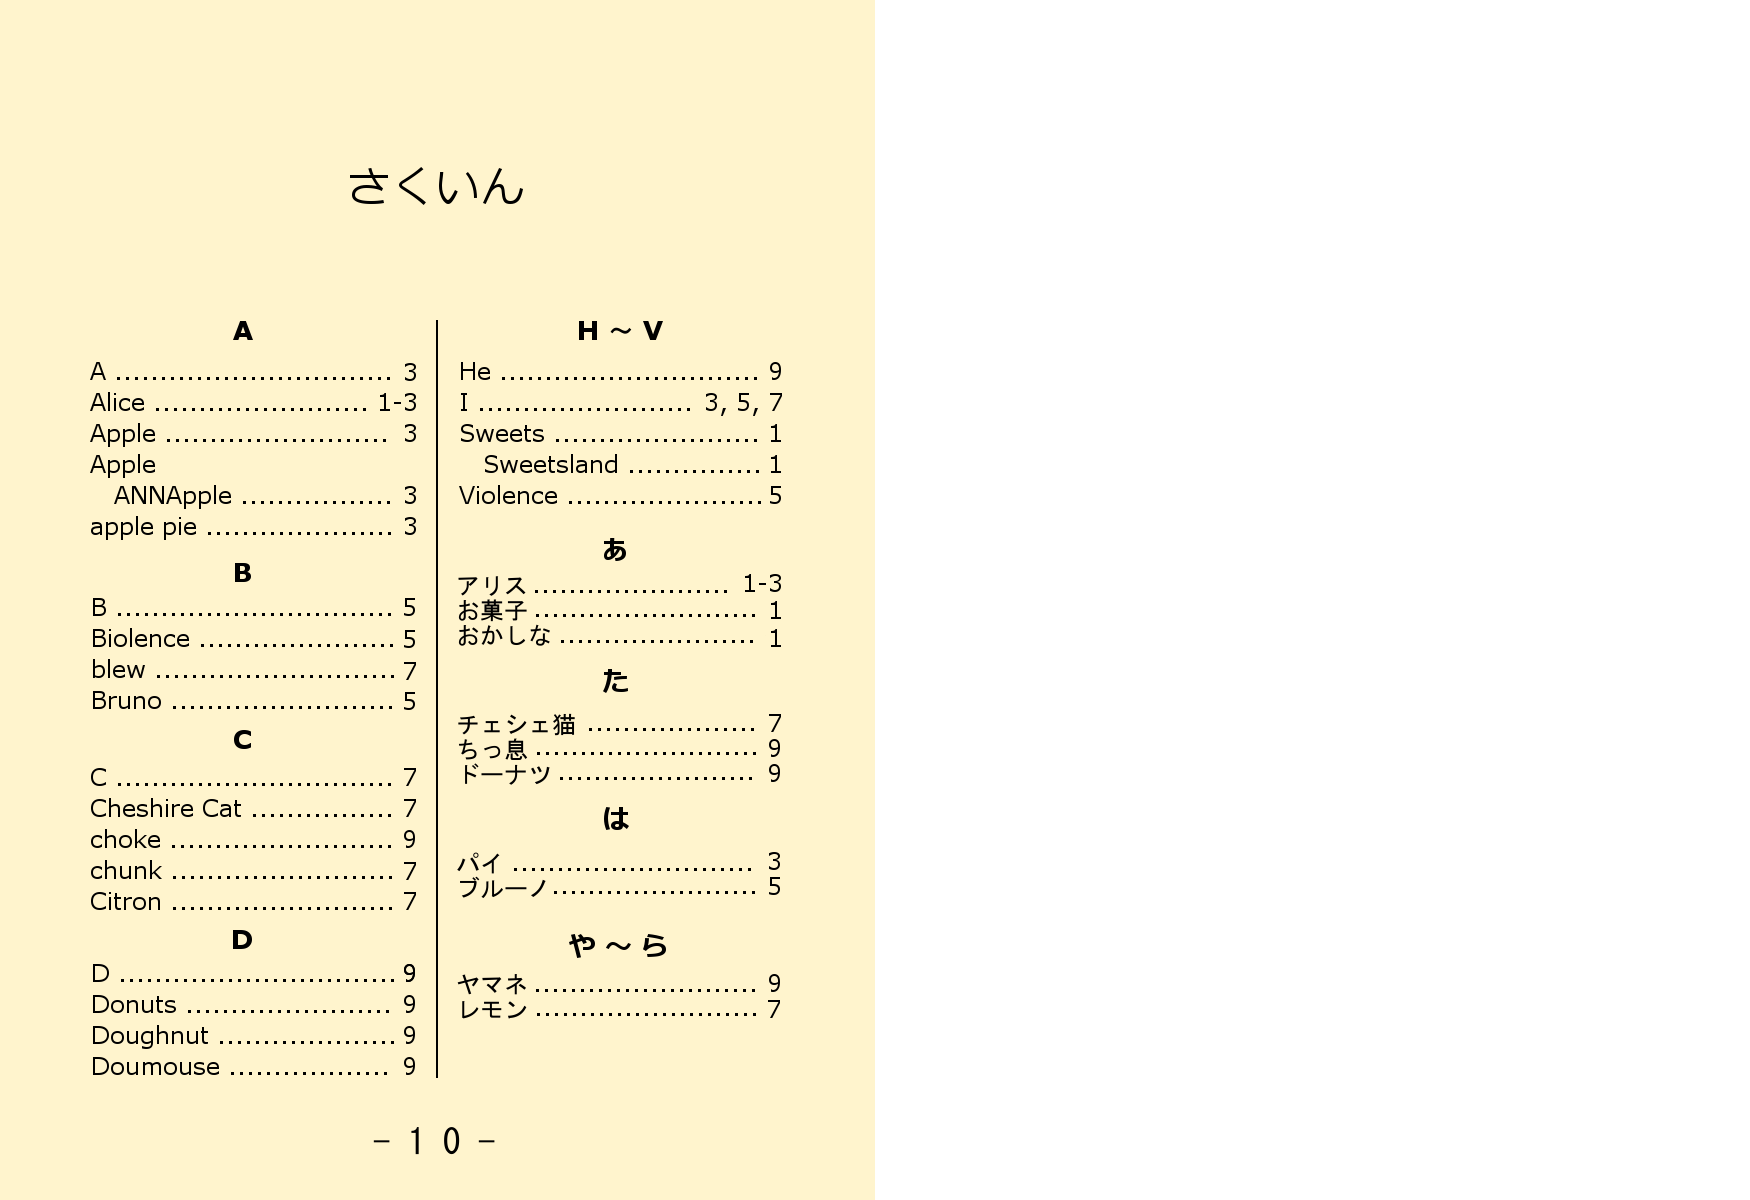 さくいん
A
A .............................. 3
Alice ........................ 1-3
Apple ......................... 3
Apple
ANNApple ................. 3
apple pie ..................... 3
B
B ............................... 5
Biolence ...................... 5
blew ........................... 7
Bruno ......................... 5
C
C ............................... 7
Cheshire Cat ................ 7
choke ......................... 9
chunk ......................... 7
Citron ......................... 7
D
D ............................... 9
Donuts ....................... 9
Doughnut .................... 9
Doumouse .................. 9
H ～ V
He ............................. 9
I ........................ 3, 5, 7
Sweets ....................... 1
Sweetsland ............... 1
Violence ...................... 5
あ
アリス ...................... 1-3
お菓子 ......................... 1
おかしな ...................... 1
た
チェシェ猫 ................... 7
ちっ息 ......................... 9
ドーナツ ...................... 9
は
パイ ........................... 3
ブルーノ ....................... 5
や ～ ら
ヤマネ ......................... 9
レモン ......................... 7
- 1 0 -